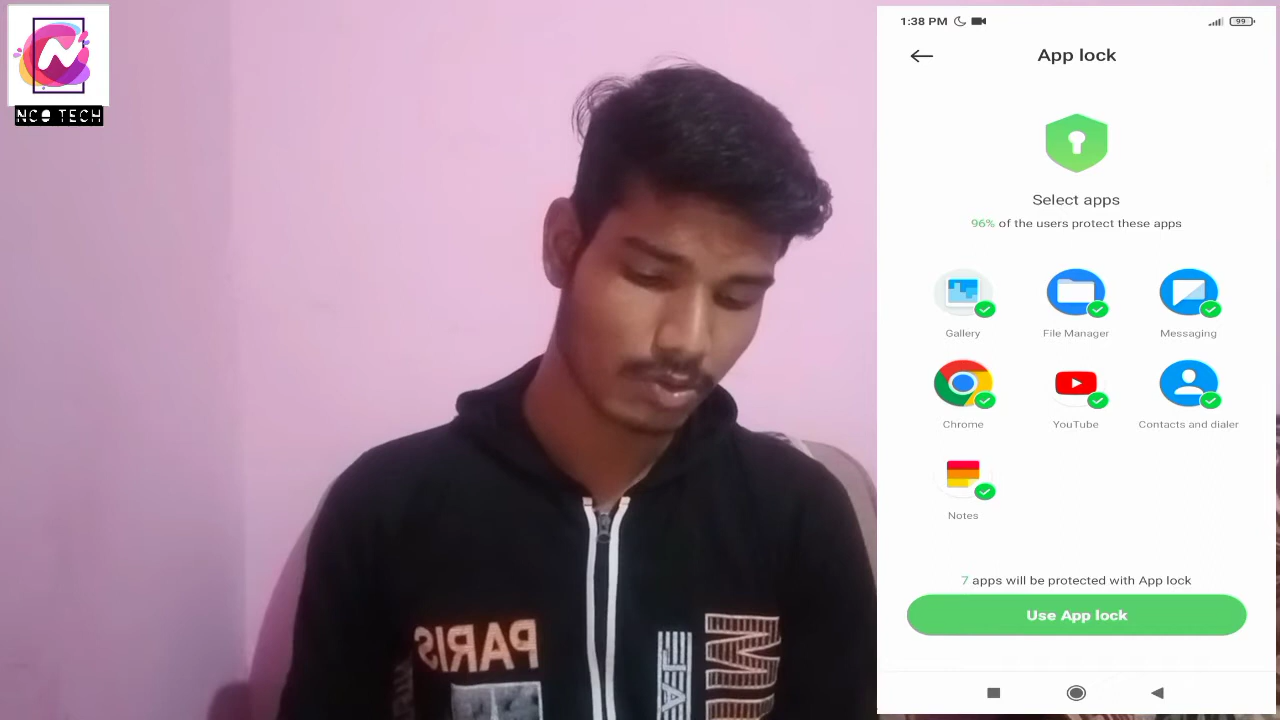 NCO TECH
1:38 PM
99
App lock
Select apps
96% of the users protect these apps
Gallery
File Manager
Messaging
Chrome
YouTube
Contacts and dialer
Notes
7 apps will be protected with App lock
Use App lock
PARIS